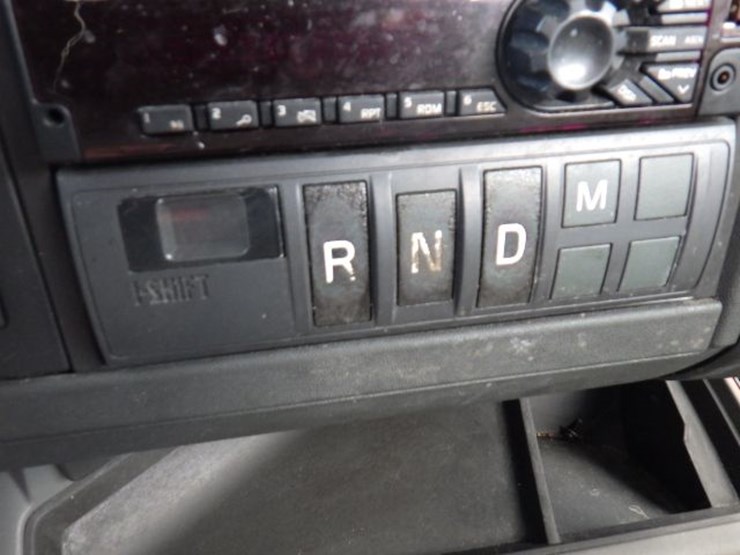 1 2 3 4 RPT 5 RDM 6 ESC
SCAN
R N D M
I-SHIFT